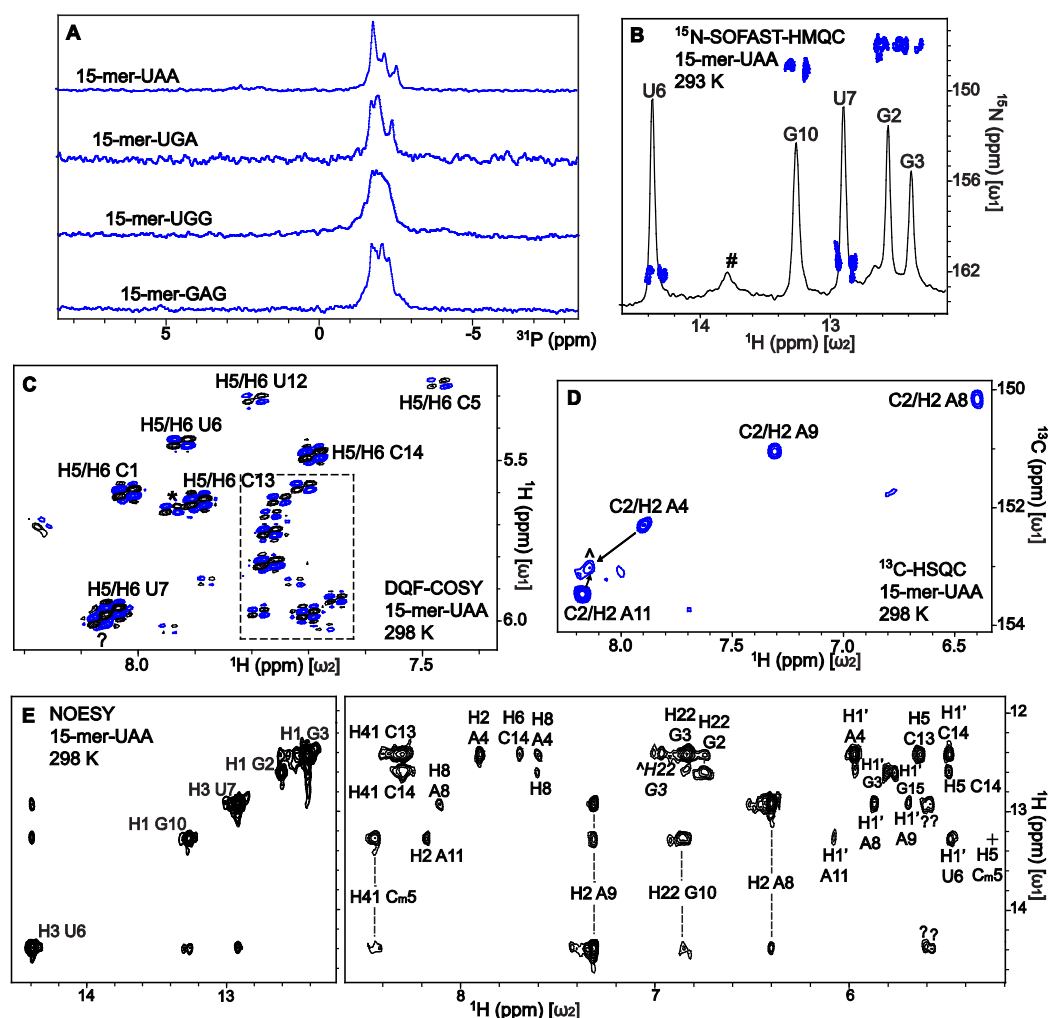 A
15-mer-UAA
15-mer-UGA
15-mer-UGG
15-mer-GAG
5
0
-5
³¹P (ppm)
B
¹⁵N-SOFAST-HMQC
15-mer-UAA
293 K
U6
U7
G10
G2
G3
#
150
156
162
¹⁵N (ppm) [ω₁]
14
13
¹H (ppm) [ω₂]
C
H5/H6 U12
H5/H6 C5
H5/H6 U6
H5/H6 C14
H5/H6 C1
*
H5/H6 C13
H5/H6 U7
?
DQF-COSY
15-mer-UAA
298 K
5.5
6.0
¹H (ppm) [ω₁]
8.0
7.5
¹H (ppm) [ω₂]
D
C2/H2 A8
C2/H2 A9
C2/H2 A4
^
C2/H2 A11
¹³C-HSQC
15-mer-UAA
298 K
150
152
154
¹³C (ppm) [ω₁]
8.0
7.5
7.0
6.5
¹H (ppm) [ω₂]
E
NOESY
15-mer-UAA
298 K
H1 G3
H1 G2
H3 U7
H1 G10
H3 U6
14
13
H41 C13
H2
A4
H6
C14
H8
A4
H22
G3
H22
G2
H1'
A4
H5
C13
H1'
C14
H41 C14
H8
A8
H8
^H22
G3
H1'
G3
H1'
G15
H5 C14
H2 A11
H1'
A8
H1'
A9
??
H1'
A11
H1'
U6
+
H5
Cm5
H41 Cm5
H2 A9
H22 G10
H2 A8
??
12
13
14
¹H (ppm) [ω₁]
8
7
6
¹H (ppm) [ω₂]